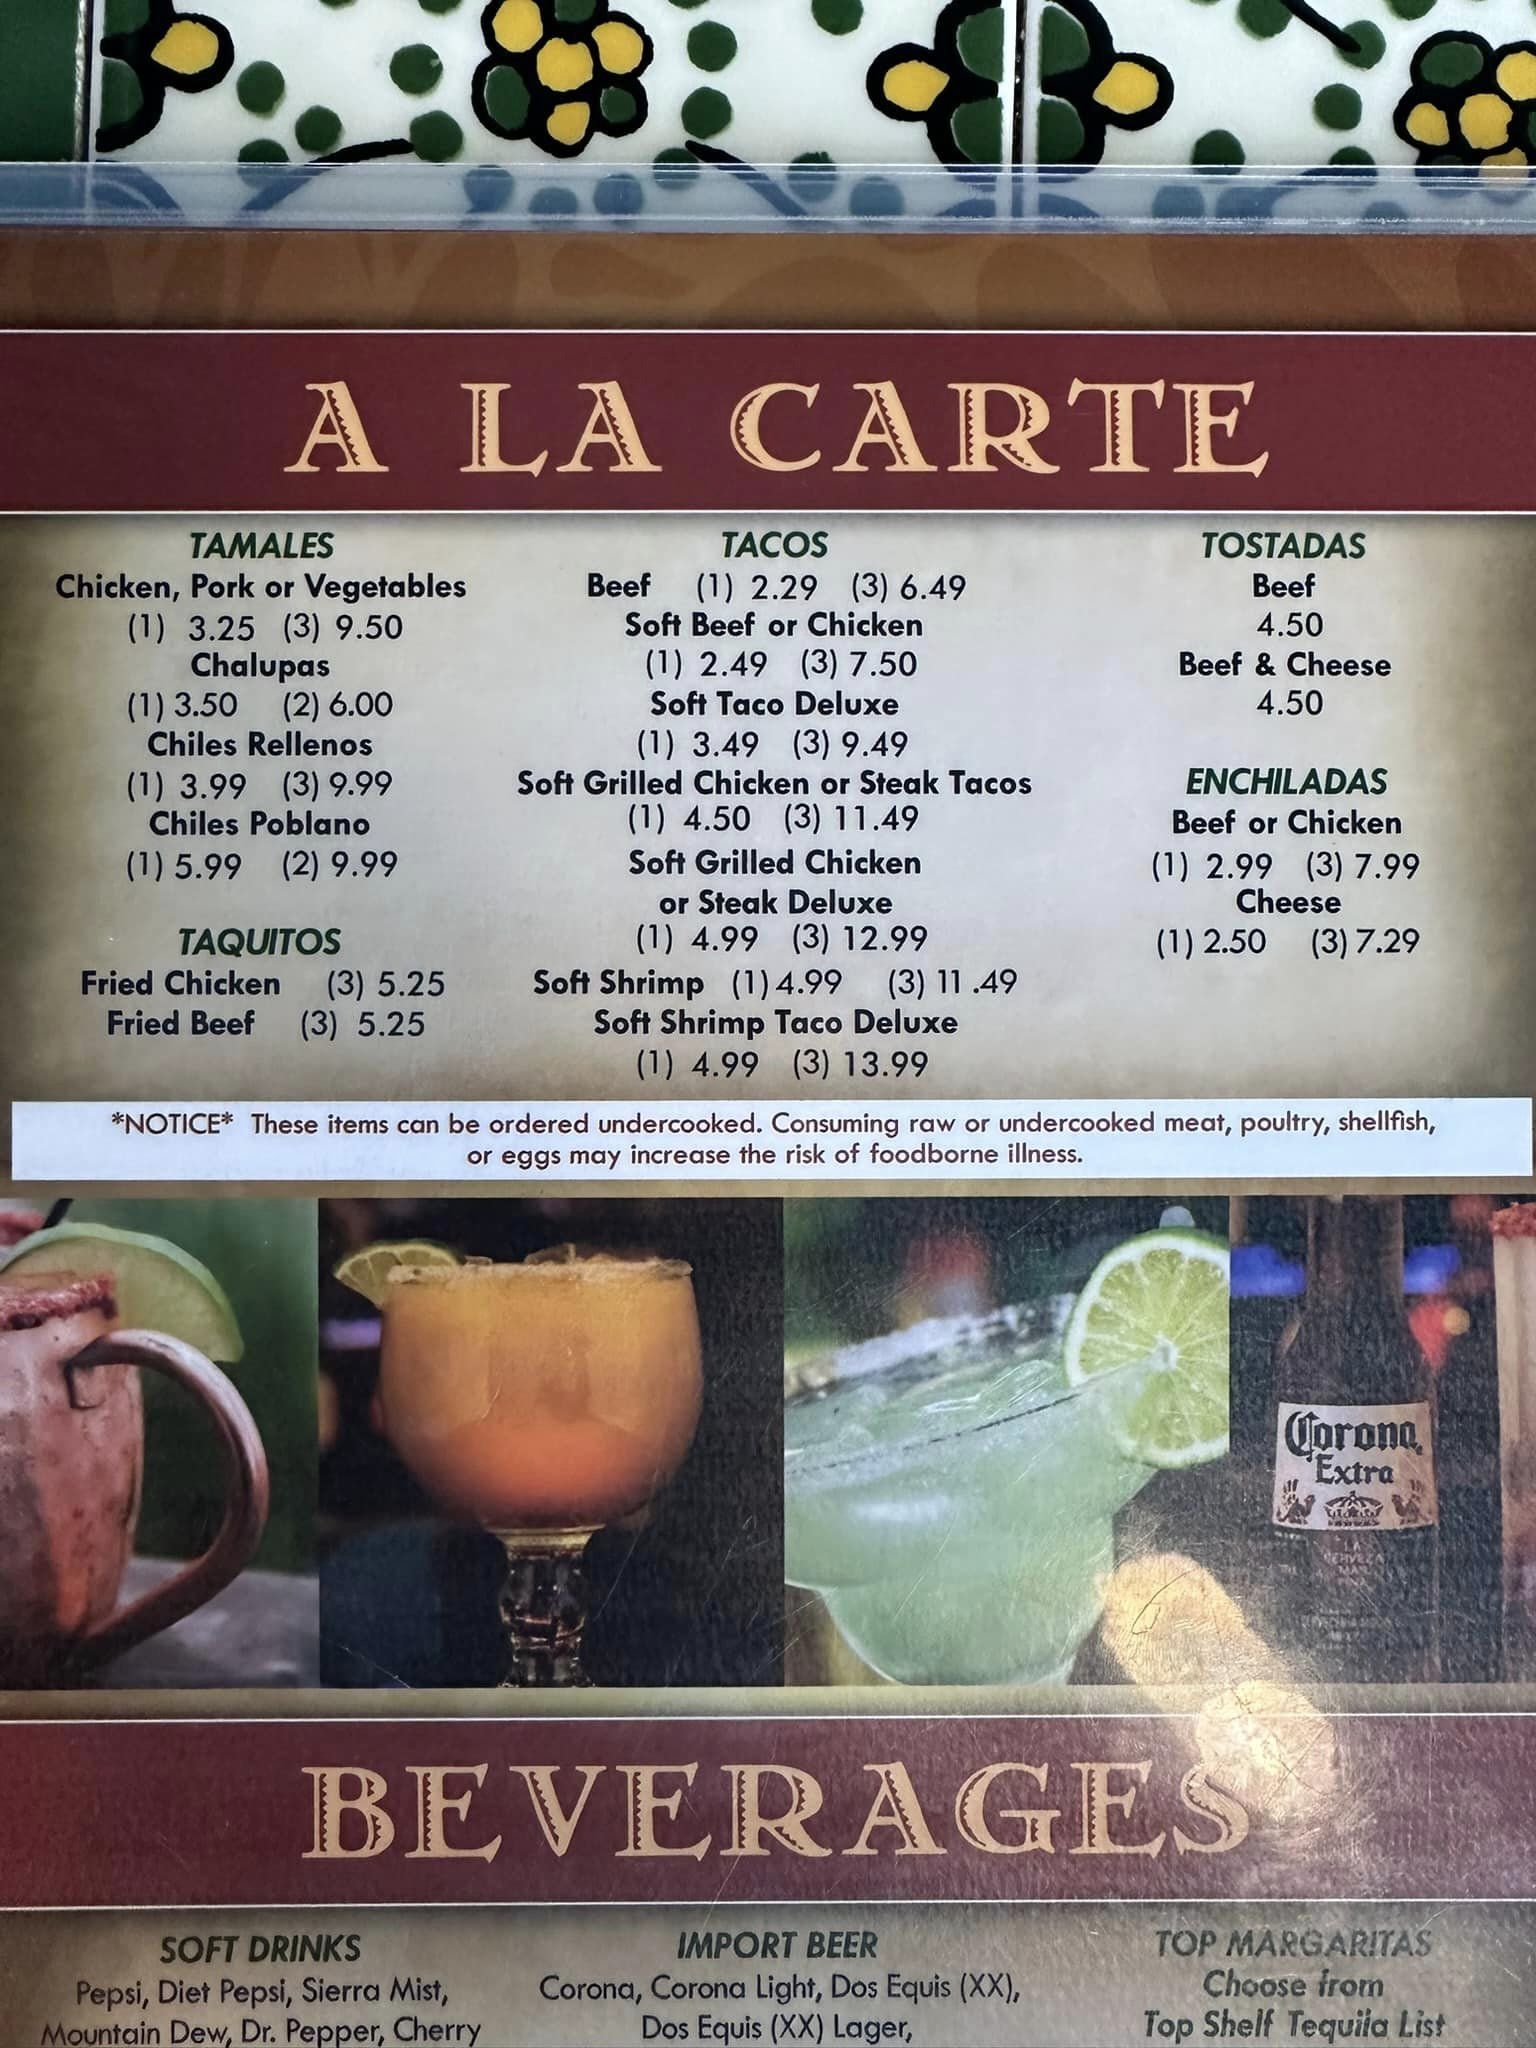 A LA CARTE
TAMALES
Chicken, Pork or Vegetables
(1) 3.25 (3) 9.50
Chalupas
(1) 3.50 (2) 6.00
Chiles Rellenos
(1) 3.99 (3) 9.99
Chiles Poblano
(1) 5.99 (2) 9.99
TAQUITOS
Fried Chicken (3) 5.25
Fried Beef (3) 5.25
TACOS
Beef (1) 2.29 (3) 6.49
Soft Beef or Chicken
(1) 2.49 (3) 7.50
Soft Taco Deluxe
(1) 3.49 (3) 9.49
Soft Grilled Chicken or Steak Tacos
(1) 4.50 (3) 11.49
Soft Grilled Chicken
or Steak Deluxe
(1) 4.99 (3) 12.99
Soft Shrimp (1) 4.99 (3) 11 .49
Soft Shrimp Taco Deluxe
(1) 4.99 (3) 13.99
TOSTADAS
Beef
4.50
Beef & Cheese
4.50
ENCHILADAS
Beef or Chicken
(1) 2.99 (3) 7.99
Cheese
(1) 2.50 (3) 7.29
*NOTICE* These items can be ordered undercooked. Consuming raw or undercooked meat, poultry, shellfish,
or eggs may increase the risk of foodborne illness.
Corona
Extra
LA
CERVEZA
BEVERAGES
SOFT DRINKS
Pepsi, Diet Pepsi, Sierra Mist,
Mountain Dew, Dr. Pepper, Cherry
IMPORT BEER
Corona, Corona Light, Dos Equis (XX),
Dos Equis (XX) Lager,
TOP MARGARITAS
Choose from
Top Shelf Tequila List